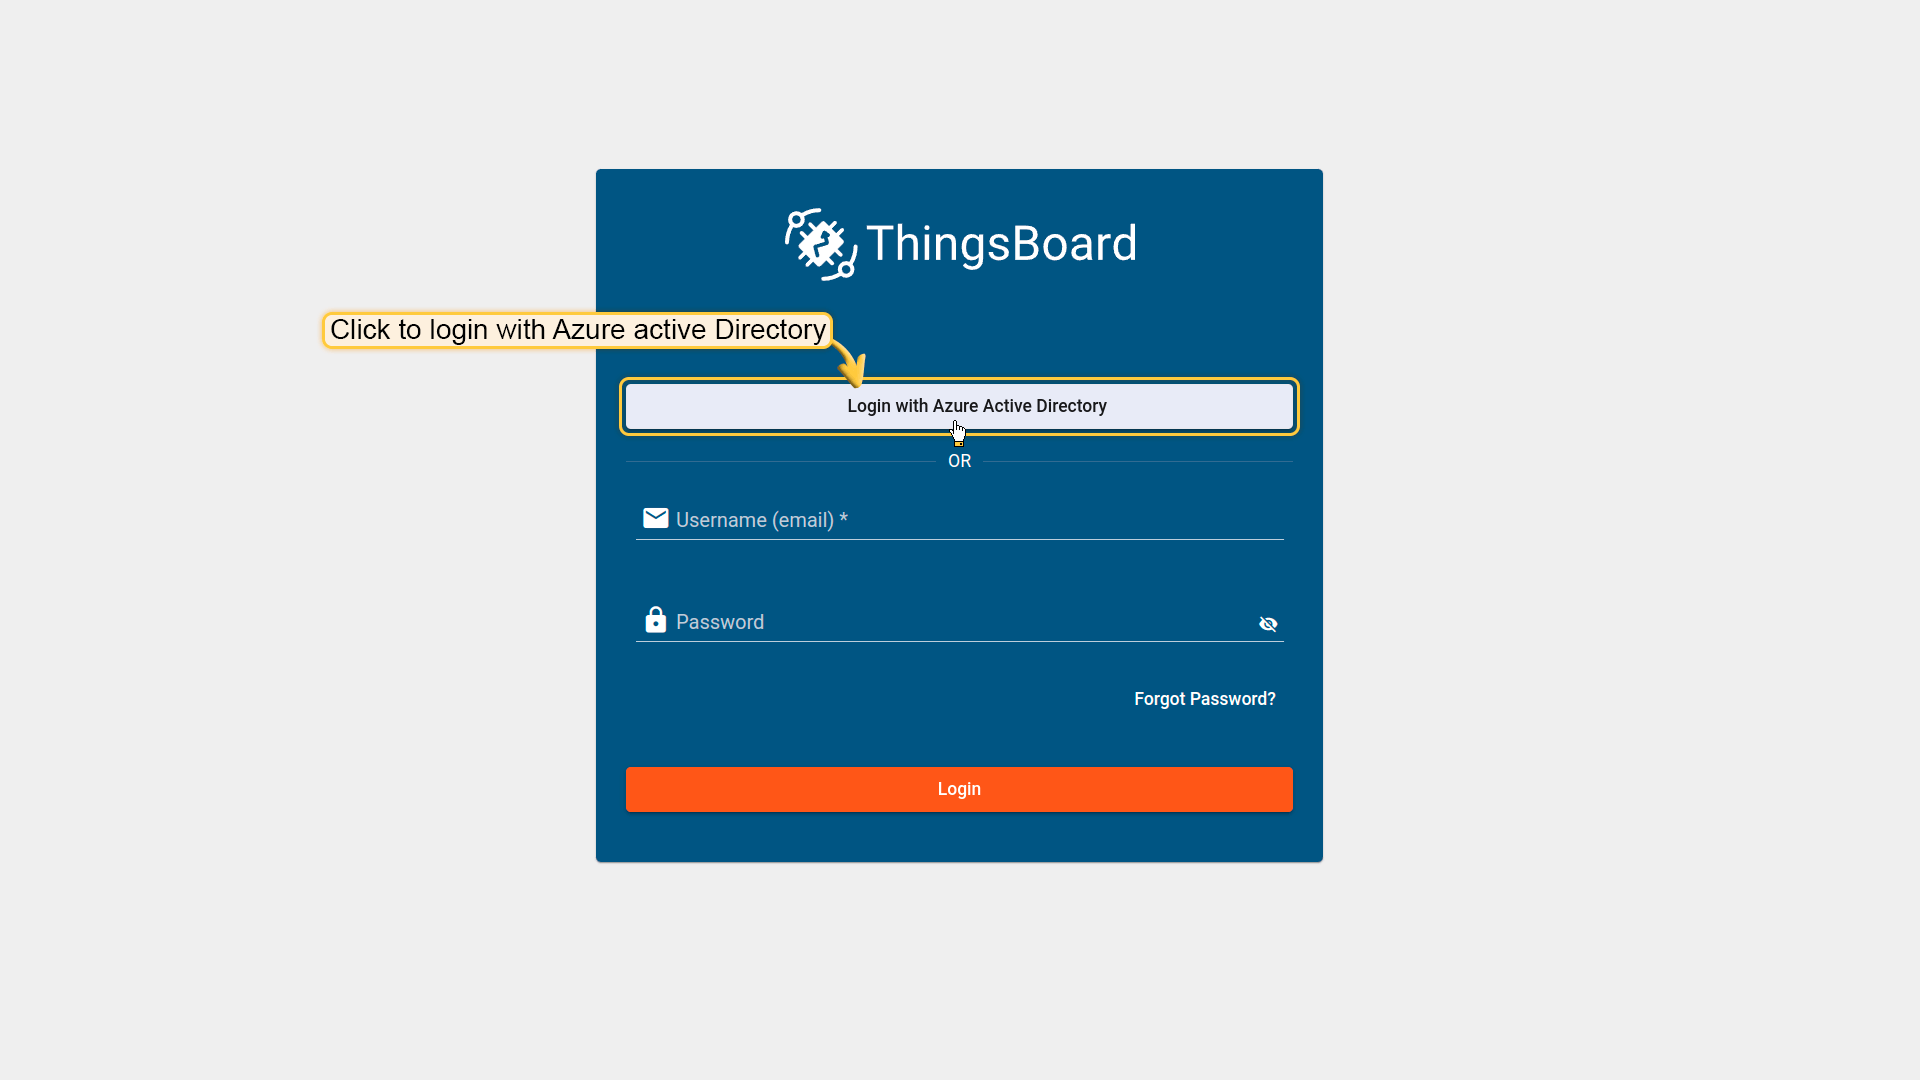 ThingsBoard
Click to login with Azure active Directory
Login with Azure Active Directory
OR
Username (email) *
Password
Forgot Password?
Login